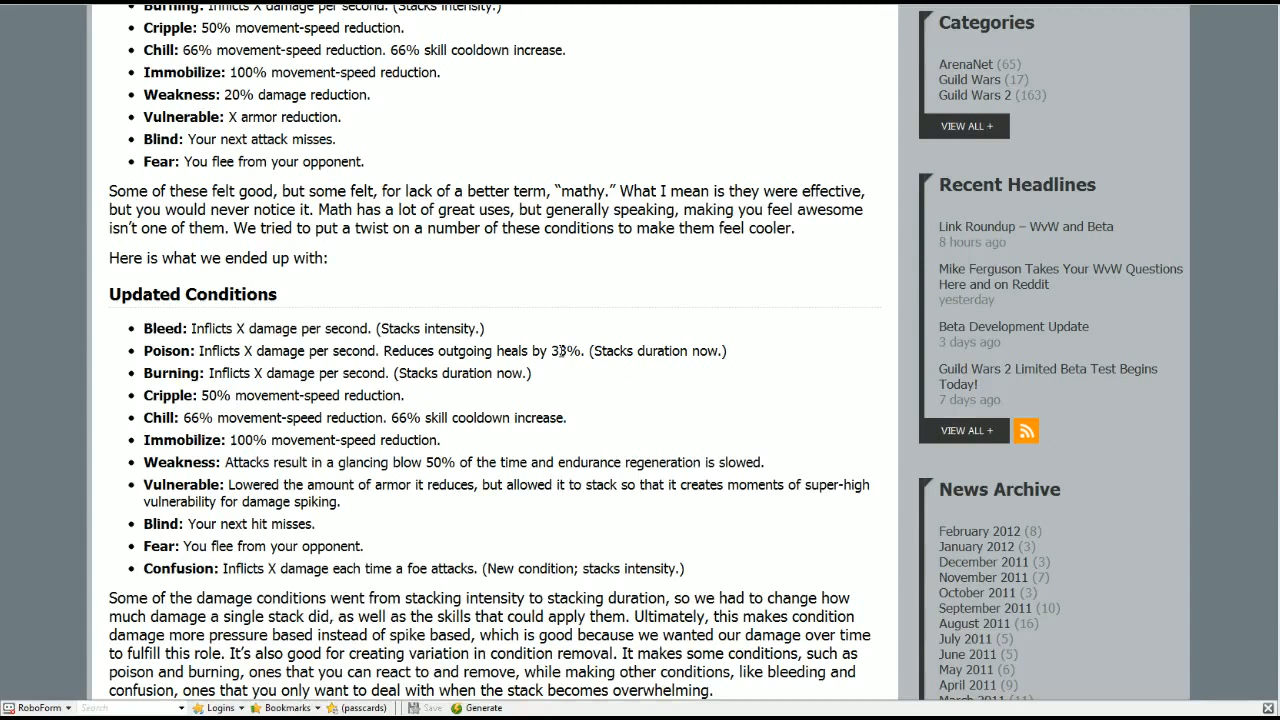 Burning: Inflicts X damage per second. (Stacks intensity.)
Cripple: 50% movement-speed reduction.
Chill: 66% movement-speed reduction. 66% skill cooldown increase.
Immobilize: 100% movement-speed reduction.
Weakness: 20% damage reduction.
Vulnerable: X armor reduction.
Blind: Your next attack misses.
Fear: You flee from your opponent.
Some of these felt good, but some felt, for lack of a better term, “mathy.” What I mean is they were effective,
but you would never notice it. Math has a lot of great uses, but generally speaking, making you feel awesome
isn’t one of them. We tried to put a twist on a number of these conditions to make them feel cooler.
Here is what we ended up with:
Updated Conditions
Bleed: Inflicts X damage per second. (Stacks intensity.)
Poison: Inflicts X damage per second. Reduces outgoing heals by 33%. (Stacks duration now.)
Burning: Inflicts X damage per second. (Stacks duration now.)
Cripple: 50% movement-speed reduction.
Chill: 66% movement-speed reduction. 66% skill cooldown increase.
Immobilize: 100% movement-speed reduction.
Weakness: Attacks result in a glancing blow 50% of the time and endurance regeneration is slowed.
Vulnerable: Lowered the amount of armor it reduces, but allowed it to stack so that it creates moments of super-high
vulnerability for damage spiking.
Blind: Your next hit misses.
Fear: You flee from your opponent.
Confusion: Inflicts X damage each time a foe attacks. (New condition; stacks intensity.)
Some of the damage conditions went from stacking intensity to stacking duration, so we had to change how
much damage a single stack did, as well as the skills that could apply them. Ultimately, this makes condition
damage more pressure based instead of spike based, which is good because we wanted our damage over time
to fulfill this role. It’s also good for creating variation in condition removal. It makes some conditions, such as
poison and burning, ones that you can react to and remove, while making other conditions, like bleeding and
confusion, ones that you only want to deal with when the stack becomes overwhelming.
Categories
ArenaNet (65)
Guild Wars (17)
Guild Wars 2 (163)
VIEW ALL +
Recent Headlines
Link Roundup – WvW and Beta
8 hours ago
Mike Ferguson Takes Your WvW Questions
Here and on Reddit
yesterday
Beta Development Update
3 days ago
Guild Wars 2 Limited Beta Test Begins
Today!
7 days ago
VIEW ALL +
News Archive
February 2012 (8)
January 2012 (3)
December 2011 (3)
November 2011 (7)
October 2011 (3)
September 2011 (10)
August 2011 (16)
July 2011 (5)
June 2011 (5)
May 2011 (6)
April 2011 (9)
March 2011 (11)
RoboForm Search Logins Bookmarks (passcards) Save Generate